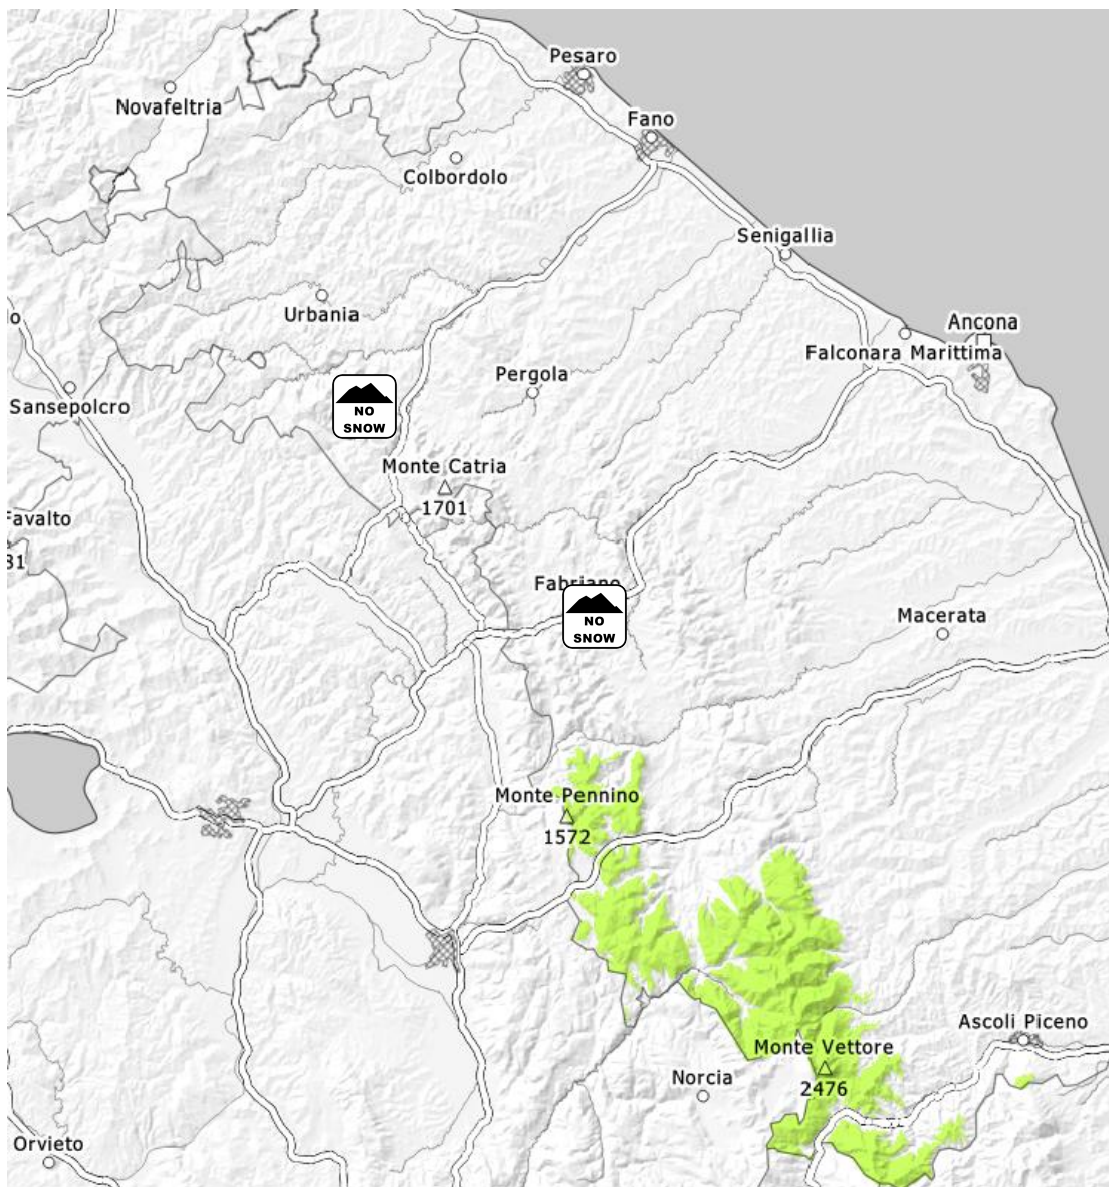 Pesaro
Novafeltria
Fano
Colbordolo
Senigallia
Urbania
Ancona
Falconara Marittima
Pergola
Sansepolcro
NO
SNOW
Monte Catria
1701
Favalto
Fabriano
NO
SNOW
Macerata
Monte Pennino
1572
Ascoli Piceno
Monte Vettore
2476
Norcia
Orvieto